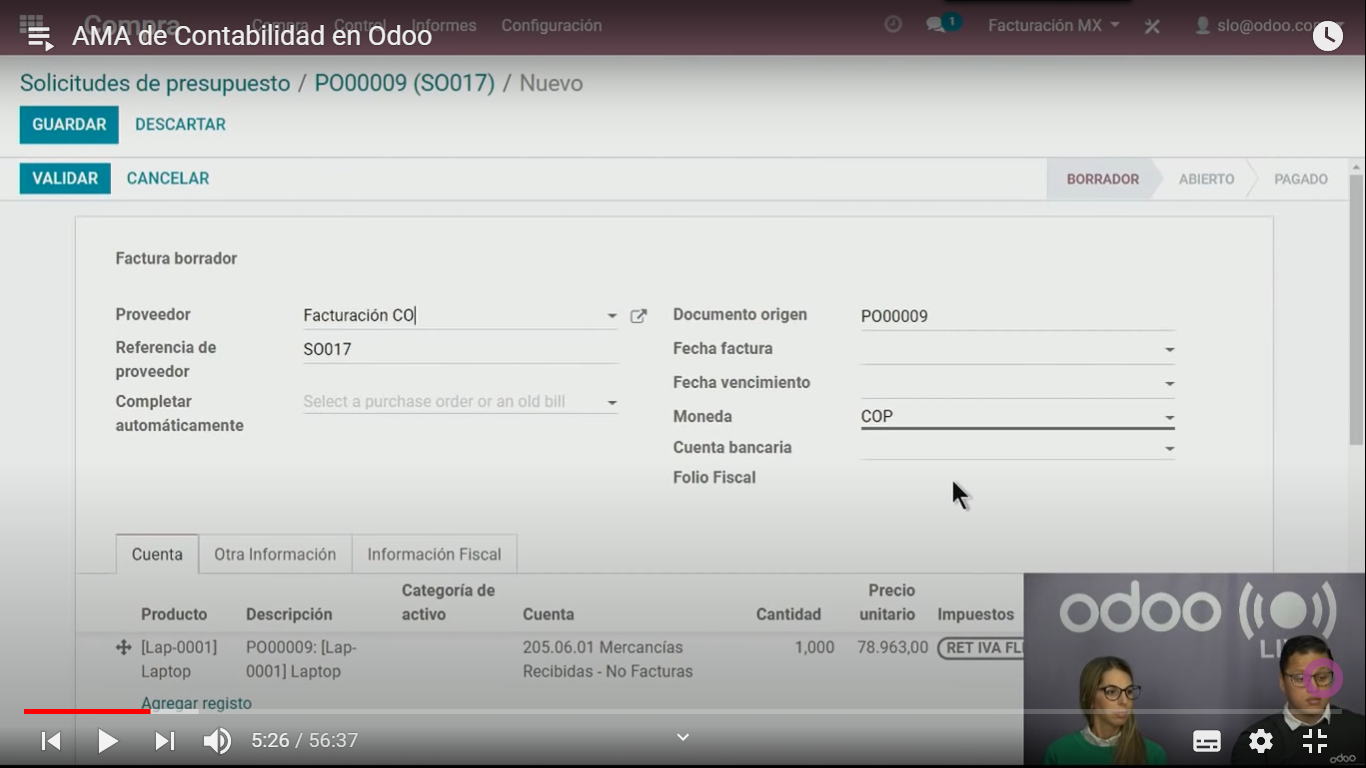 Compra
Compra Control Informes Configuración
1
Facturación MX
slo@odoo.co
AMA de Contabilidad en Odoo
Solicitudes de presupuesto / PO00009 (SO017) / Nuevo
GUARDAR DESCARTAR
VALIDAR CANCELAR
BORRADOR ABIERTO PAGADO
Factura borrador
Proveedor Facturación CO
Referencia de
proveedor
SO017
Completar
automáticamente
Select a purchase order or an old bill
Documento origen PO00009
Fecha factura
Fecha vencimiento
Moneda COP
Cuenta bancaria
Folio Fiscal
Cuenta Otra Información Información Fiscal
Producto Descripción Categoría de
activo Cuenta Cantidad Precio
unitario Impuestos
[Lap-0001]
Laptop
PO00009: [Lap-
0001] Laptop
205.06.01 Mercancías
Recibidas - No Facturas
1,000 78.963,00 RET IVA FL
Agregar registo
odoo
LI
5:26 / 56:37
odoo